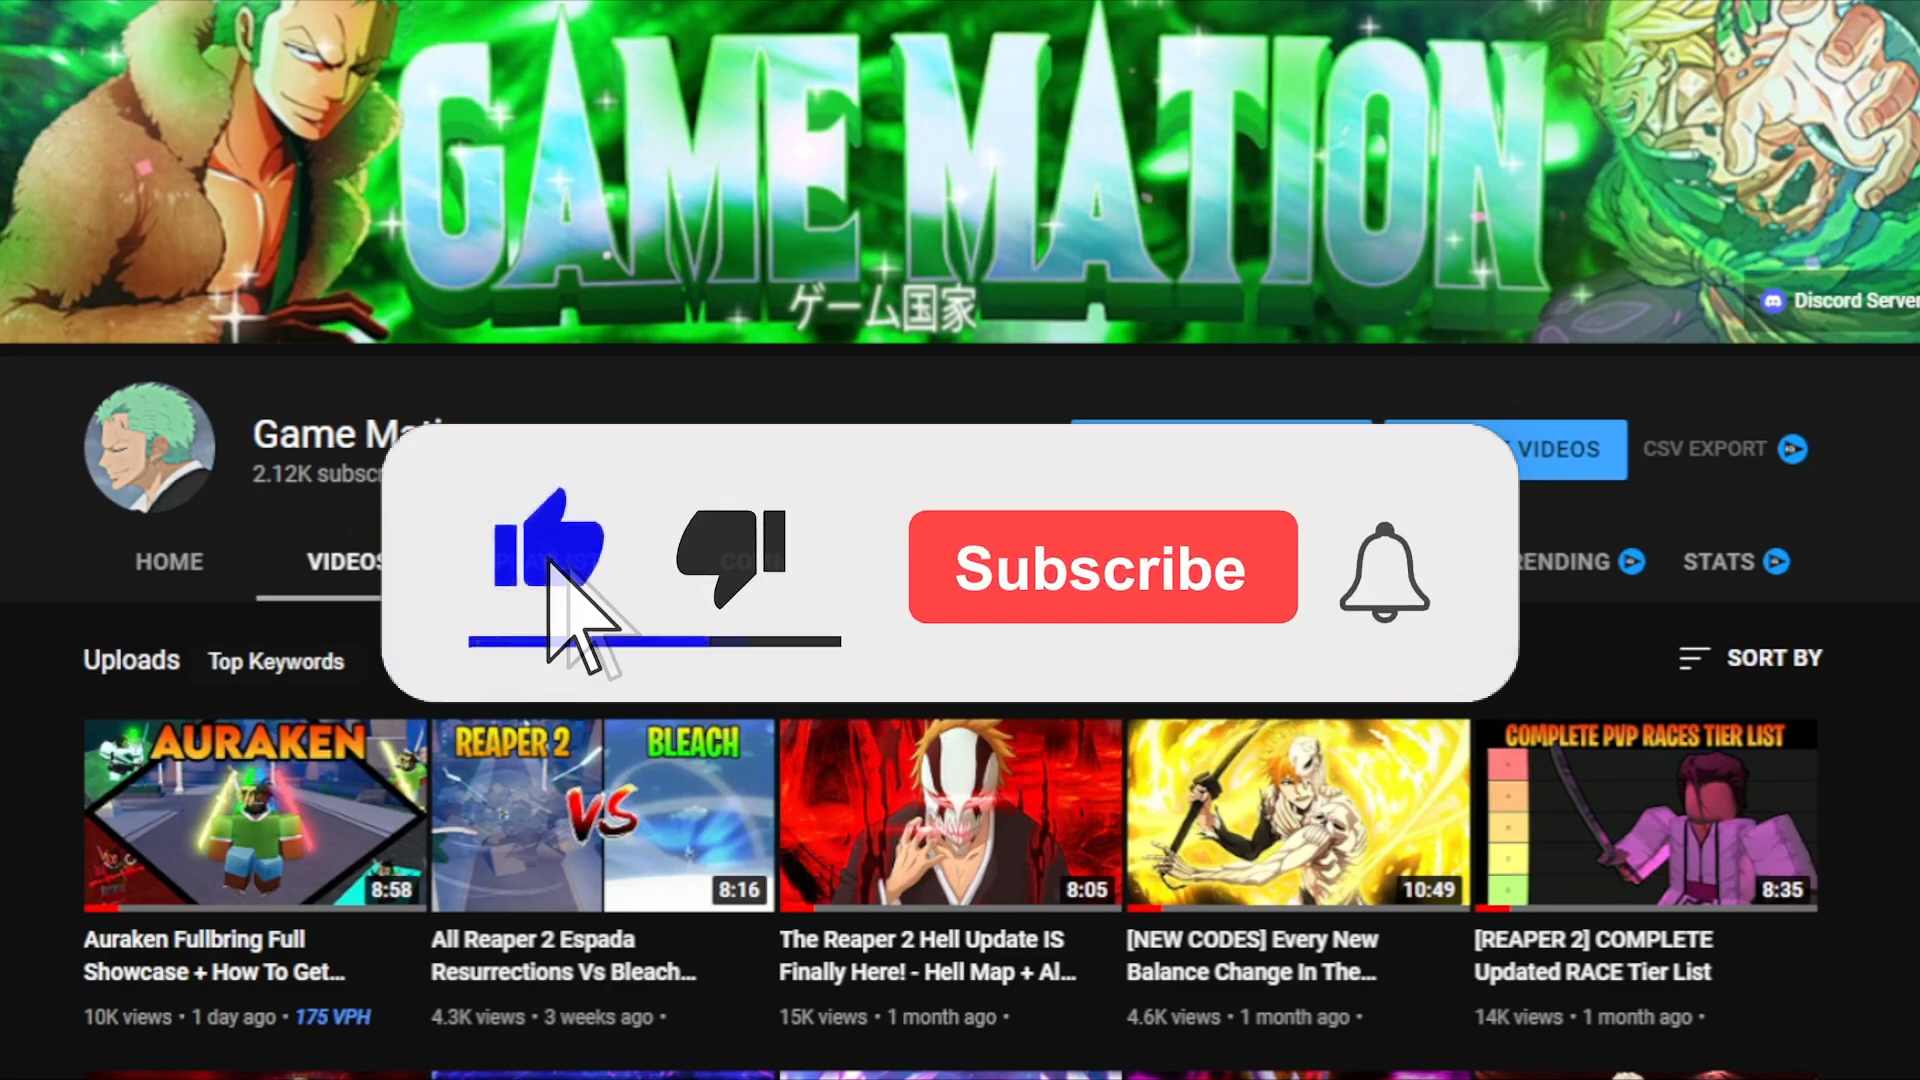 GAME MATION
ゲーム国家
Discord Server
Game Mati
2.12K subscr
VIDEOS
CSV EXPORT
HOME
VIDEOS
Subscribe
RENDING
STATS
Uploads
Top Keywords
SORT BY
AURAKEN
8:58
REAPER 2
VS
BLEACH
8:16
8:05
10:49
COMPLETE PVP RACES TIER LIST
8:35
Auraken Fullbring Full
Showcase + How To Get...
10K views • 1 day ago • 175 VPH
All Reaper 2 Espada
Resurrections Vs Bleach...
4.3K views • 3 weeks ago •
The Reaper 2 Hell Update IS
Finally Here! - Hell Map + Al...
15K views • 1 month ago •
[NEW CODES] Every New
Balance Change In The...
4.6K views • 1 month ago •
[REAPER 2] COMPLETE
Updated RACE Tier List
14K views • 1 month ago •